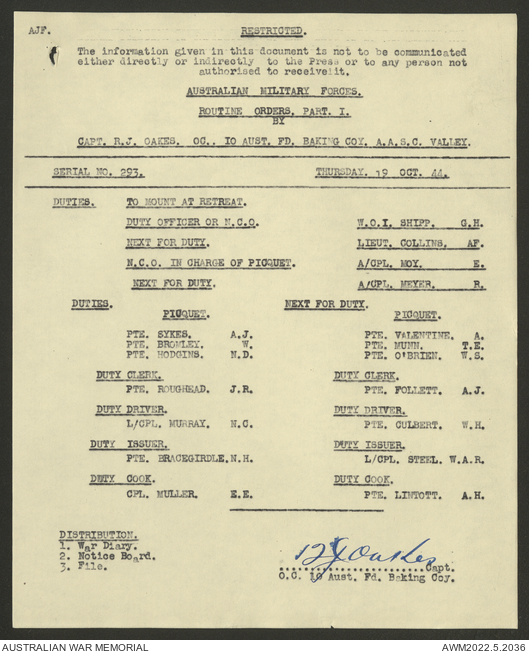 AJF. RESTRICTED.
The information given in this document is not to be communicated
either directly or indirectly to the Press or to any person not
authorised to receiveit.
AUSTRALIAN MILITARY FORCES.
ROUTINE ORDERS. PART. I.
BY
CAPT. R.J. OAKES. OC., IO AUST. FD. BAKING COY. A.A.S.C. VALLEY.
SERIAL NO. 293. THURSDAY. 19 OCT. 44.
DUTIES. TO MOUNT AT RETREAT.
DUTY OFFICER OR N.C.O. W.O.I. SHIPP. G.H.
NEXT FOR DUTY. LIEUT. COLLINS, AF.
N.C.O. IN CHARGE OF PICQUET. A/CPL. MOY. E.
NEXT FOR DUTY. A/CPL. MEYER. R.
DUTIES. NEXT FOR DUTY.
PICQUET. PICQUET.
PTE. SYKES. A.J. PTE. VALENTINE. A.
PTE. BROMLEY. W. PTE. MUNN. T.E.
PTE. HODGINS. N.D. PTE. O'BRIEN. W.S.
DUTY CLERK. DUTY CLERK.
PTE. ROUGHEAD. J.R. PTE. FOLLETT. A.J.
DUTY DRIVER. DUTY DRIVER.
L/CPL. MURRAY. N.C. PTE. CULBERT. W.H.
DUTY ISSUER. DUTY ISSUER.
PTE. BRACEGIRDLE.N.H. L/CPL. STEEL. W.A.R.
DUTY COOK. DUTY COOK.
CPL. MULLER. E.E. PTE. LINTOTT. A.H.
DISTRIBUTION.
1. War Diary.
2. Notice Board.
3. File.
Oakes
Capt.
O.C. 10 Aust. Fd. Baking Coy.
AUSTRALIAN WAR MEMORIAL AWM2022.5.2036